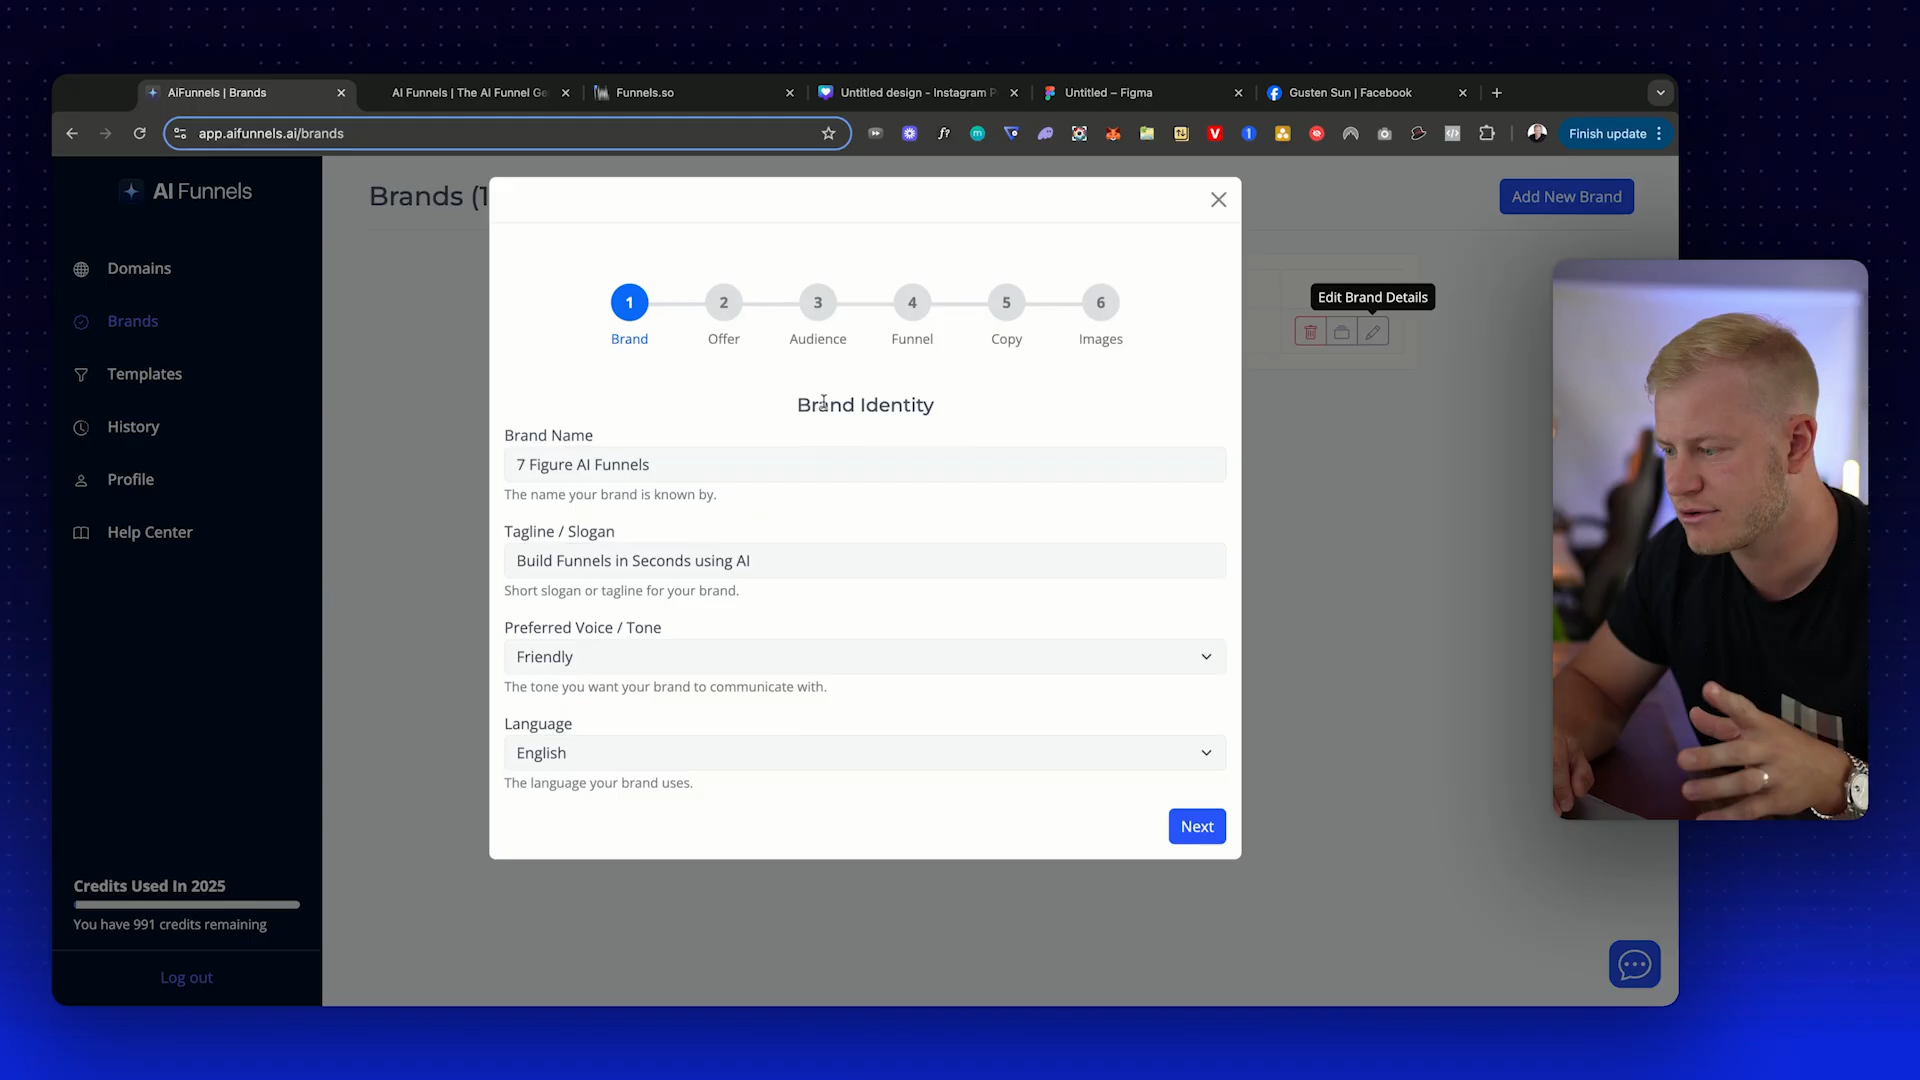 AiFunnels | Brands
AI Funnels | The AI Funnel Ge
Funnels.so
Untitled design - Instagram P
Untitled – Figma
Gusten Sun | Facebook
app.aifunnels.ai/brands
Finish update
AI Funnels
Domains
Brands
Templates
History
Profile
Help Center
Credits Used In 2025
You have 991 credits remaining
Log out
Brands (1
Add New Brand
Edit Brand Details
1
2
3
4
5
6
Brand
Offer
Audience
Funnel
Copy
Images
Brand Identity
Brand Name
7 Figure AI Funnels
The name your brand is known by.
Tagline / Slogan
Build Funnels in Seconds using AI
Short slogan or tagline for your brand.
Preferred Voice / Tone
Friendly
The tone you want your brand to communicate with.
Language
English
The language your brand uses.
Next